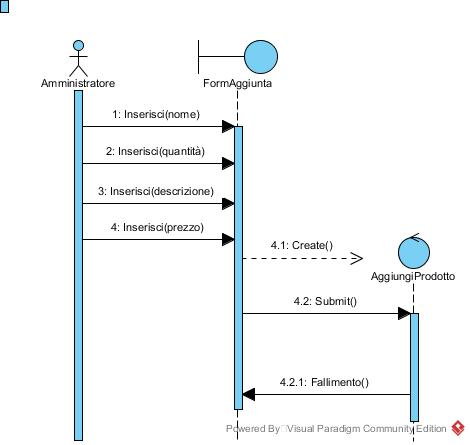 Amministratore
FormAggiunta
1: Inserisci(nome)
2: Inserisci(quantità)
3: Inserisci(descrizione)
4: Inserisci(prezzo)
4.1: Create()
AggiungiProdotto
4.2: Submit()
4.2.1: Fallimento()
Powered By Visual Paradigm Community Edition